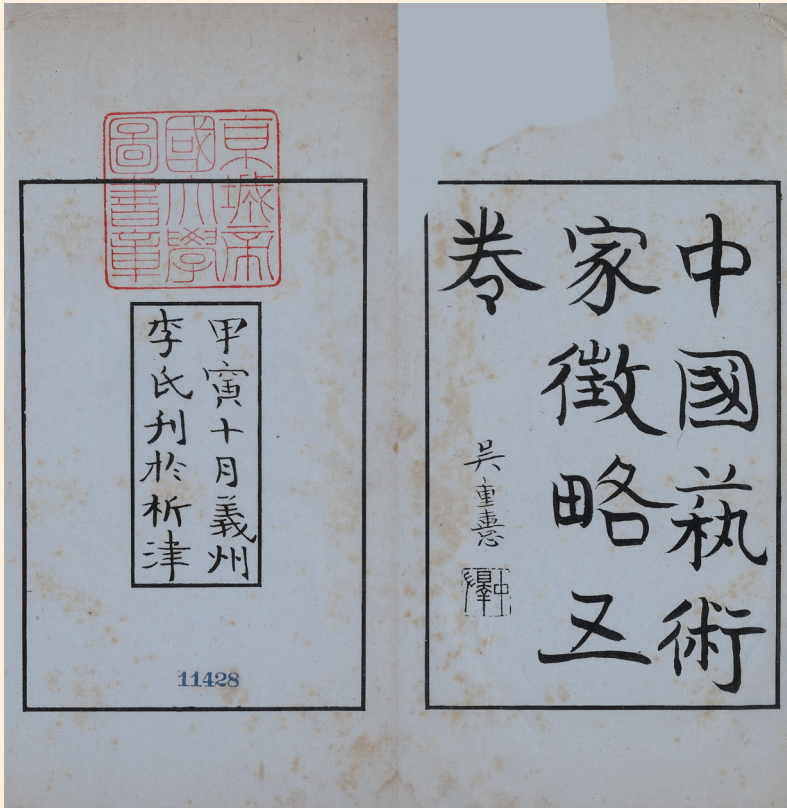 中國蓺術
家徵略五
卷
吳重憙
京城帝
國大學
圖書章
甲寅十月義州
李氏刊於析津
11428